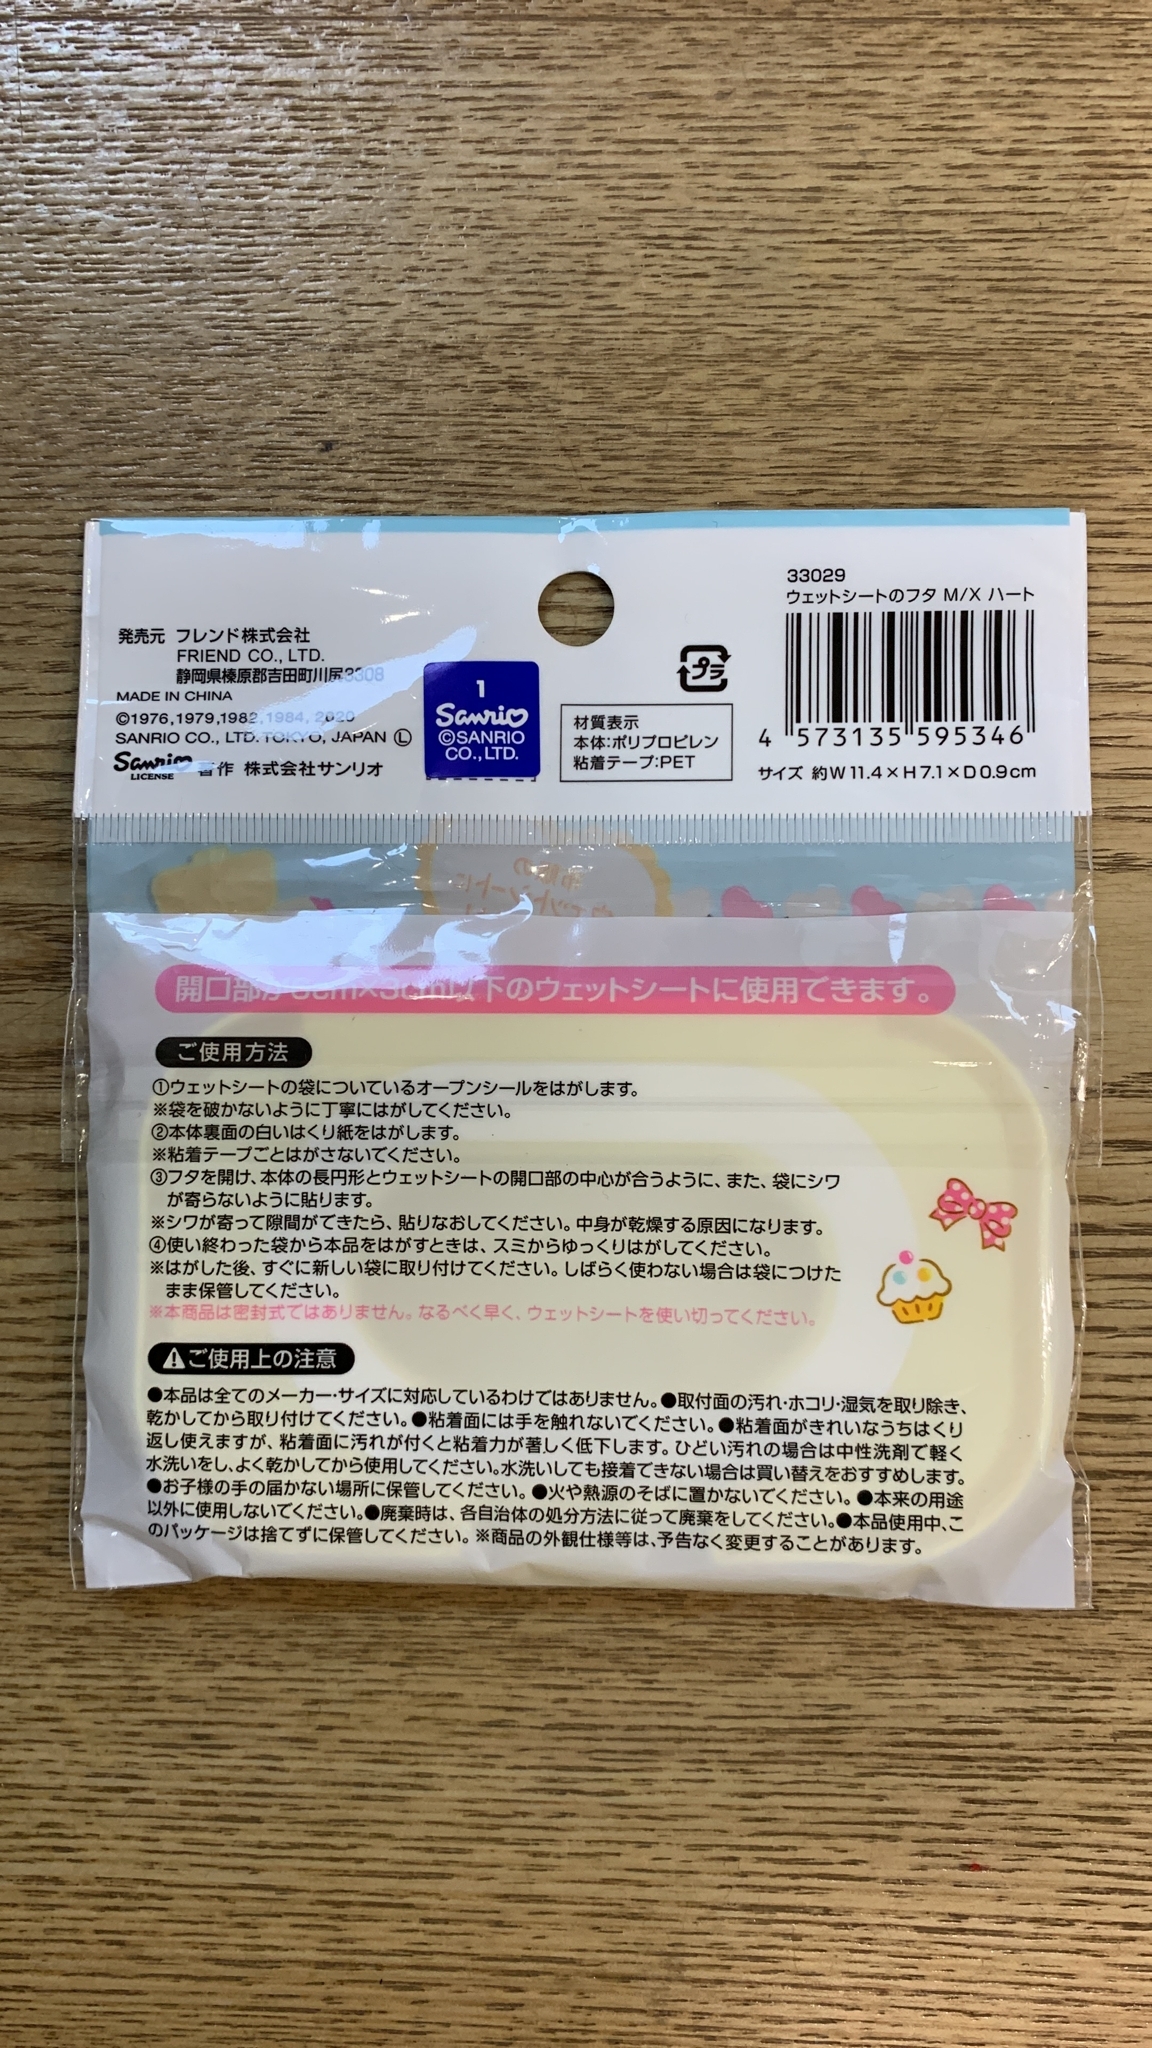 発売元 フレンド株式会社
FRIEND CO., LTD.
静岡県榛原郡吉田町川尻3308
MADE IN CHINA
©1976,1979,1982,1984, 2020
SANRIO CO., LTD. TOKYO, JAPAN Ⓛ
Sanrio
LICENSE
著作 株式会社サンリオ
1
Sanrio
©SANRIO
CO.,LTD.
プラ
材質表示
本体:ポリプロピレン
粘着テープ:PET
33029
ウェットシートのフタ M/X ハート
4 573135 595346
サイズ 約W11.4×H7.1×D0.9cm
開口部が ×3cm以下のウェットシートに使用できます。
ご使用方法
①ウェットシートの袋についているオープンシールをはがします。
※袋を破かないように丁寧にはがしてください。
②本体裏面の白いはくり紙をはがします。
※粘着テープごとはがさないでください。
③フタを開け、本体の長円形とウェットシートの開口部の中心が合うように、また、袋にシワ
が寄らないように貼ります。
※シワが寄って隙間ができたら、貼りなおしてください。中身が乾燥する原因になります。
④使い終わった袋から本品をはがすときは、スミからゆっくりはがしてください。
※はがした後、すぐに新しい袋に取り付けてください。しばらく使わない場合は袋につけた
まま保管してください。
※本商品は密封式ではありません。なるべく早く、ウェットシートを使い切ってください。
⚠ご使用上の注意
●本品は全てのメーカー・サイズに対応しているわけではありません。●取付面の汚れ・ホコリ・湿気を取り除き、
乾かしてから取り付けてください。●粘着面には手を触れないでください。●粘着面がきれいなうちはくり
返し使えますが、粘着面に汚れが付くと粘着力が著しく低下します。ひどい汚れの場合は中性洗剤で軽く
水洗いをし、よく乾かしてから使用してください。水洗いしても接着できない場合は買い替えをおすすめします。
●お子様の手の届かない場所に保管してください。●火や熱源のそばに置かないでください。●本来の用途
以外に使用しないでください。●廃棄時は、各自治体の処分方法に従って廃棄をしてください。●本品使用中、こ
のパッケージは捨てずに保管してください。※商品の外観仕様等は、予告なく変更することがあります。